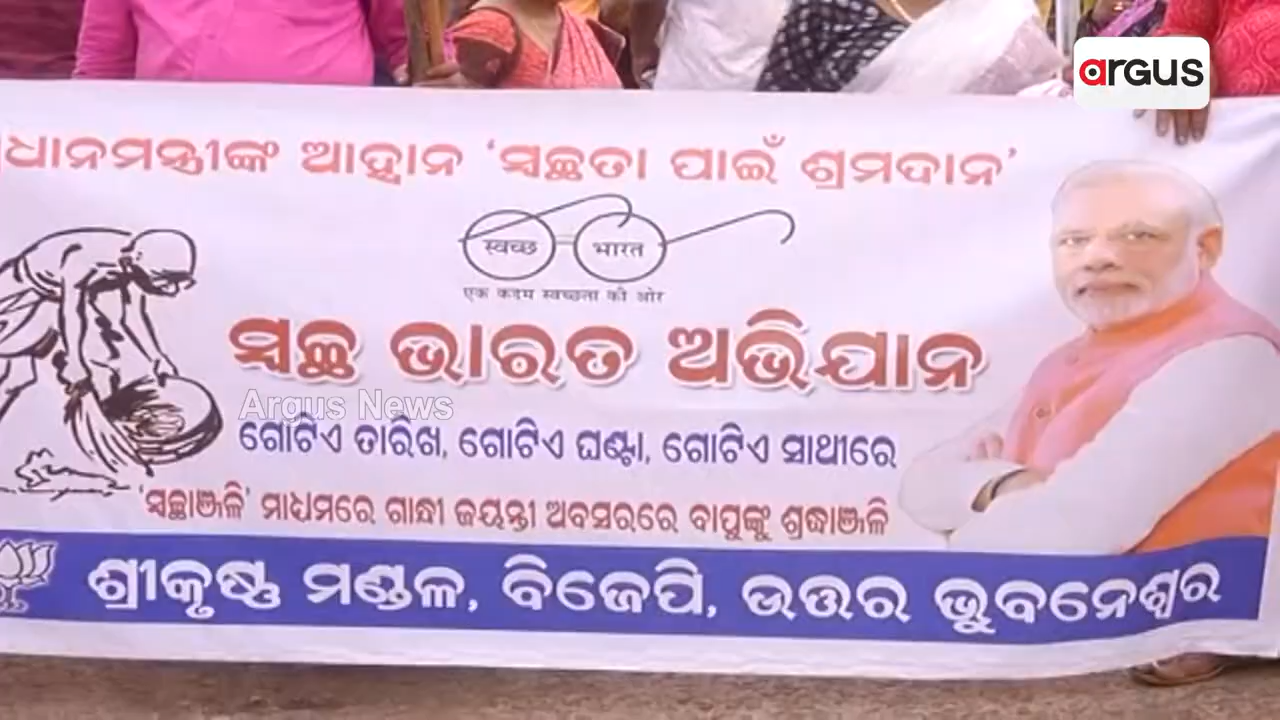 argus
ପ୍ରଧାନମନ୍ତ୍ରୀଙ୍କ ଆହ୍ୱାନ ‘ସ୍ୱଚ୍ଛତା ପାଇଁ ଶ୍ରମଦାନ’
स्वच्छ भारत
एक कदम स्वच्छता की ओर
ସ୍ୱଚ୍ଛ ଭାରତ ଅଭିଯାନ
Argus News
ଗୋଟିଏ ତାରିଖ, ଗୋଟିଏ ଘଣ୍ଟା, ଗୋଟିଏ ସାଥୀରେ
‘ସ୍ୱଚ୍ଛାଞ୍ଜଳି’ ମାଧ୍ୟମରେ ଗାନ୍ଧୀ ଜୟନ୍ତୀ ଅବସରରେ ବାପୁଙ୍କୁ ଶ୍ରଦ୍ଧାଞ୍ଜଳି
ଶ୍ରୀକୃଷ୍ଣ ମଣ୍ଡଳ, ବିଜେପି, ଉତ୍ତର ଭୁବନେଶ୍ୱର